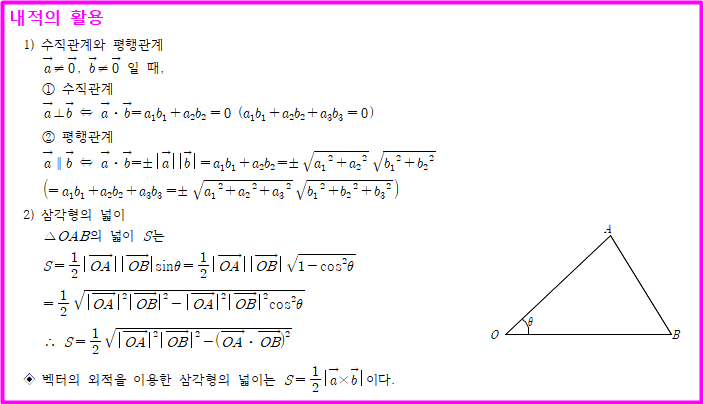 내적의 활용
1) 수직관계와 평행관계
$\vec{a} \neq \vec{0}$, $\vec{b} \neq \vec{0}$ 일 때,
① 수직관계
$\vec{a} \perp \vec{b} \Leftrightarrow \vec{a} \cdot \vec{b} = a_1b_1 + a_2b_2 = 0$ $(a_1b_1 + a_2b_2 + a_3b_3 = 0)$
② 평행관계
$\vec{a} \parallel \vec{b} \Leftrightarrow \vec{a} \cdot \vec{b} = \pm |\vec{a}||\vec{b}| = a_1b_1 + a_2b_2 = \pm \sqrt{a_1^2 + a_2^2} \sqrt{b_1^2 + b_2^2}$
$(= a_1b_1 + a_2b_2 + a_3b_3 = \pm \sqrt{a_1^2 + a_2^2 + a_3^2} \sqrt{b_1^2 + b_2^2 + b_3^2})$
2) 삼각형의 넓이
△OAB의 넓이 S는
$S = \frac{1}{2} |\overrightarrow{OA}||\overrightarrow{OB}| \sin\theta = \frac{1}{2} |\overrightarrow{OA}||\overrightarrow{OB}| \sqrt{1 - \cos^2\theta}$
$= \frac{1}{2} \sqrt{|\overrightarrow{OA}|^2 |\overrightarrow{OB}|^2 - |\overrightarrow{OA}|^2 |\overrightarrow{OB}|^2 \cos^2\theta}$
$\therefore S = \frac{1}{2} \sqrt{|\overrightarrow{OA}|^2 |\overrightarrow{OB}|^2 - (\overrightarrow{OA} \cdot \overrightarrow{OB})^2}$
◈ 벡터의 외적을 이용한 삼각형의 넓이는 $S = \frac{1}{2} |\vec{a} \times \vec{b}|$ 이다.
A
θ
O
B